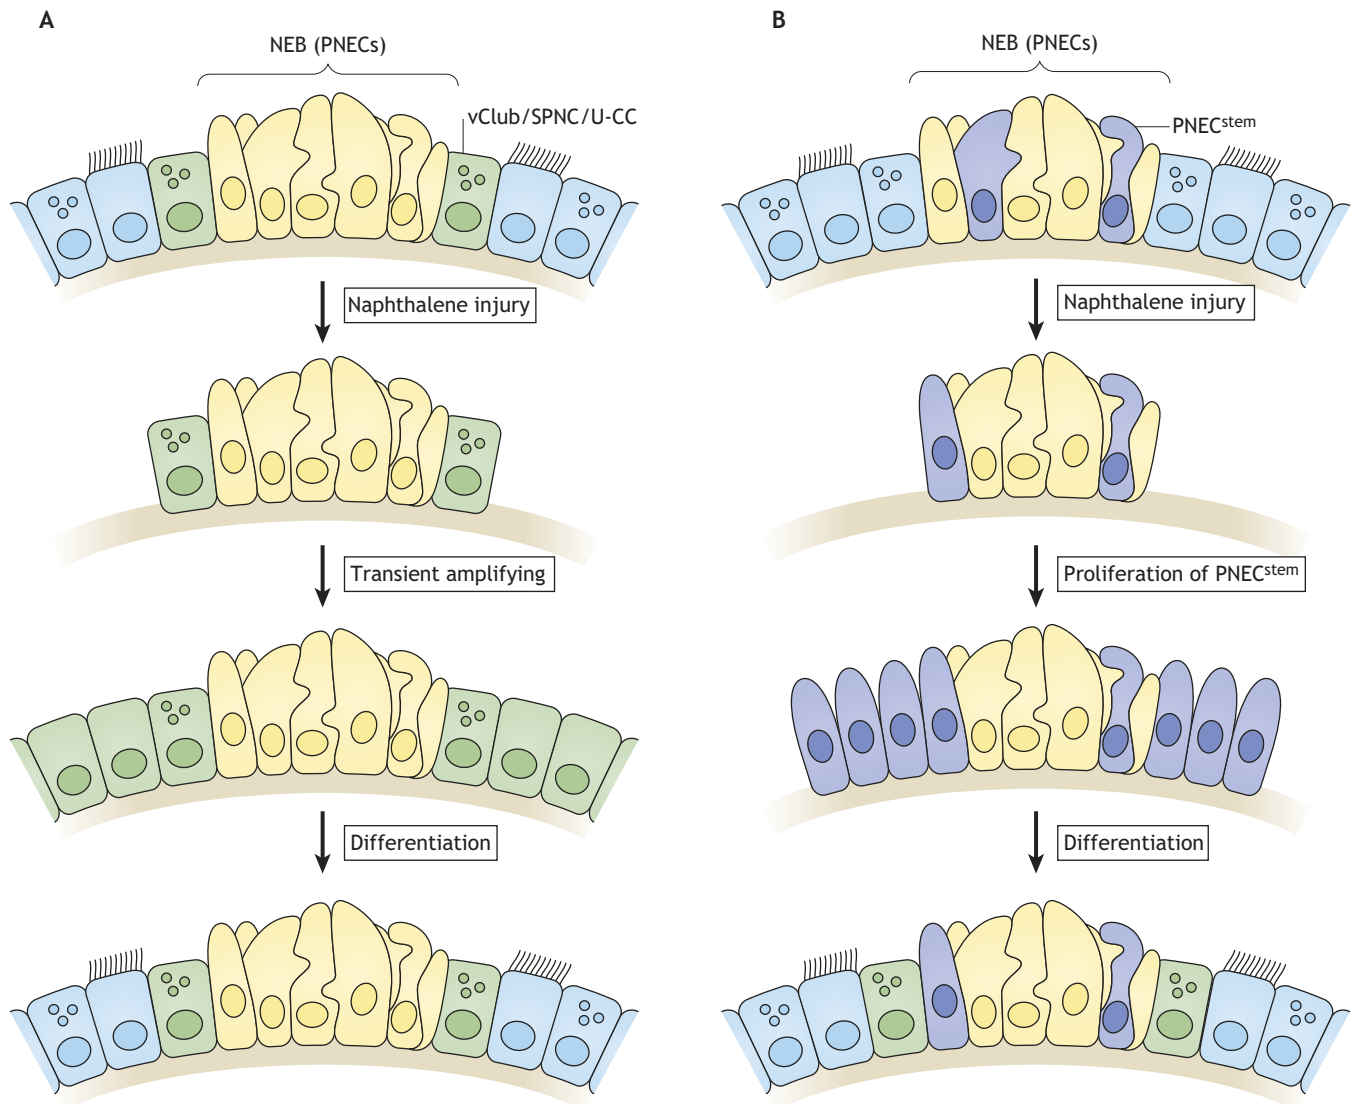 A
NEB (PNECs)
vClub/SPNC/U-CC
Naphthalene injury
Transient amplifying
Differentiation
B
NEB (PNECs)
PNECstem
Naphthalene injury
Proliferation of PNECstem
Differentiation